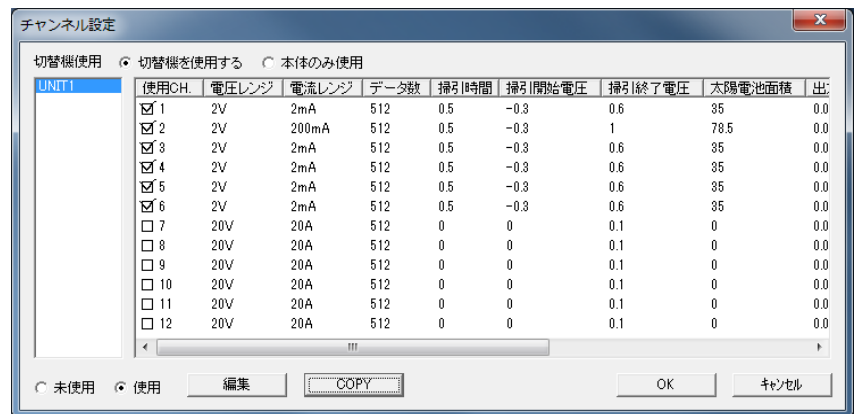 チャンネル設定
切替機使用 切替機を使用する 本体のみ使用
UNIT1
使用CH. 電圧レンジ 電流レンジ データ数 掃引時間 掃引開始電圧 掃引終了電圧 太陽電池面積 出
1 2V 2mA 512 0.5 -0.3 0.6 35 0.0
2 2V 200mA 512 0.5 -0.3 1 78.5 0.0
3 2V 2mA 512 0.5 -0.3 0.6 35 0.0
4 2V 2mA 512 0.5 -0.3 0.6 35 0.0
5 2V 2mA 512 0.5 -0.3 0.6 35 0.0
6 2V 2mA 512 0.5 -0.3 0.6 35 0.0
7 20V 20A 512 0 0 0.1 0 0.0
8 20V 20A 512 0 0 0.1 0 0.0
9 20V 20A 512 0 0 0.1 0 0.0
10 20V 20A 512 0 0 0.1 0 0.0
11 20V 20A 512 0 0 0.1 0 0.0
12 20V 20A 512 0 0 0.1 0 0.0
未使用 使用 編集 COPY OK キャンセル